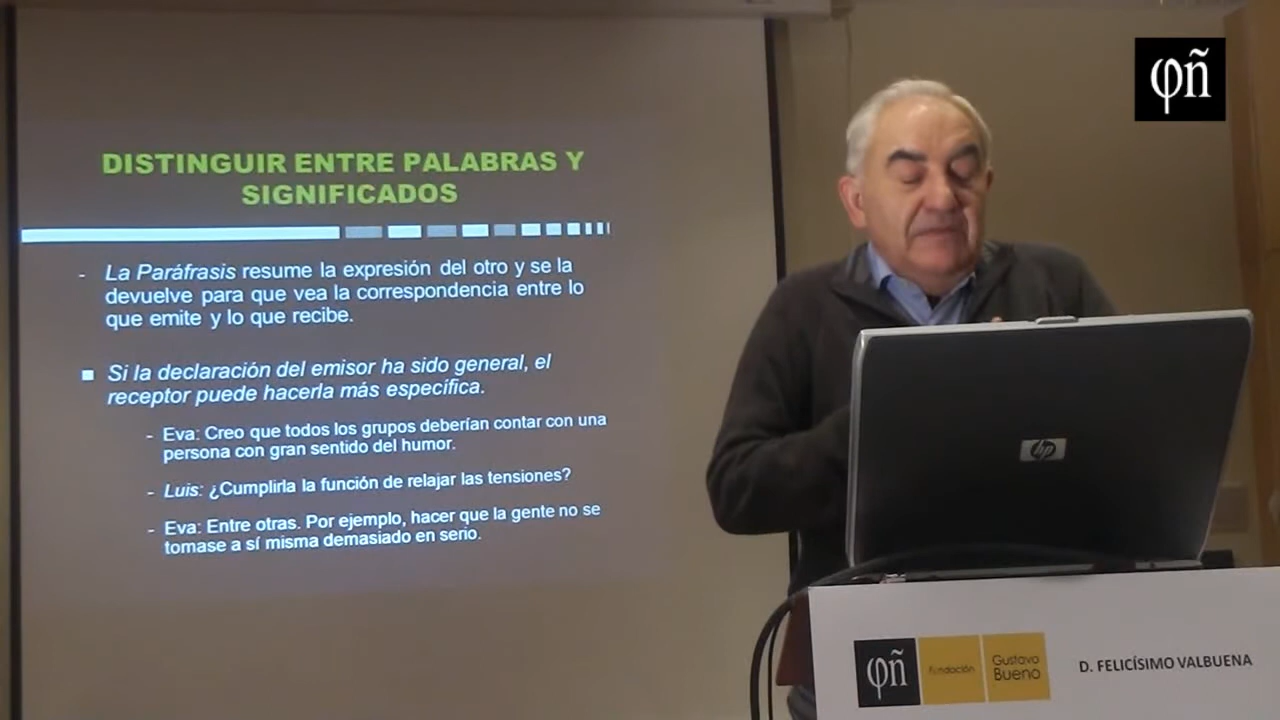 φñ
DISTINGUIR ENTRE PALABRAS Y
SIGNIFICADOS
- La Paráfrasis resume la expresión del otro y se la
devuelve para que vea la correspondencia entre lo
que emite y lo que recibe.
Si la declaración del emisor ha sido general, el
receptor puede hacerla más específica.
- Eva: Creo que todos los grupos deberían contar con una
persona con gran sentido del humor.
- Luis: ¿Cumpliría la función de relajar las tensiones?
- Eva: Entre otras. Por ejemplo, hacer que la gente no se
tomase a sí misma demasiado en serio.
hp
φñ Fundación Gustavo
Bueno
D. FELICÍSIMO VALBUENA